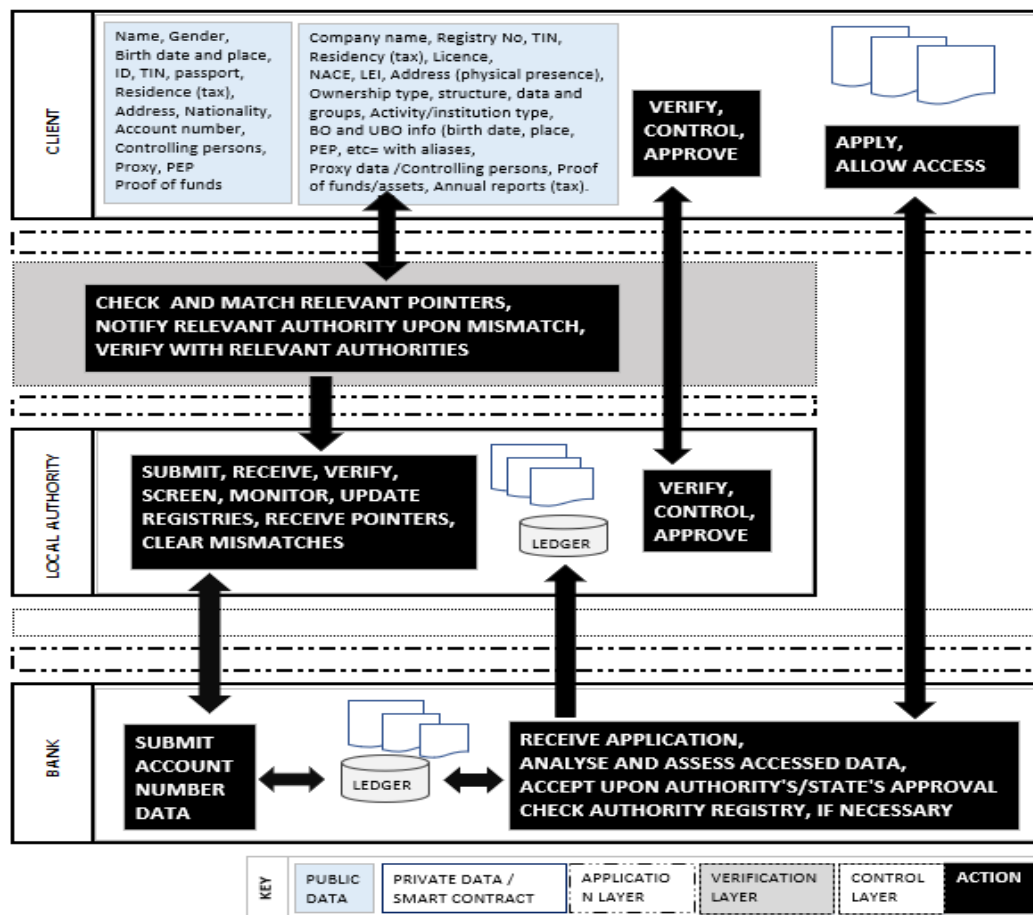 CLIENT
Name, Gender,
Birth date and place,
ID, TIN, passport,
Residence (tax),
Address, Nationality,
Account number,
Controlling persons,
Proxy, PEP
Proof of funds
Company name, Registry No, TIN,
Residency (tax), Licence,
NACE, LEI, Address (physical presence),
Ownership type, structure, data and
groups, Activity/institution type,
BO and UBO info (birth date, place,
PEP, etc= with aliases,
Proxy data /Controlling persons, Proof
of funds/assets, Annual reports (tax).
VERIFY,
CONTROL,
APPROVE
APPLY,
ALLOW ACCESS
CHECK AND MATCH RELEVANT POINTERS,
NOTIFY RELEVANT AUTHORITY UPON MISMATCH,
VERIFY WITH RELEVANT AUTHORITIES
LOCAL AUTHORITY
SUBMIT, RECEIVE, VERIFY,
SCREEN, MONITOR, UPDATE
REGISTRIES, RECEIVE POINTERS,
CLEAR MISMATCHES
LEDGER
VERIFY,
CONTROL,
APPROVE
BANK
SUBMIT
ACCOUNT
NUMBER
DATA
LEDGER
RECEIVE APPLICATION,
ANALYSE AND ASSESS ACCESSED DATA,
ACCEPT UPON AUTHORITY'S/STATE'S APPROVAL
CHECK AUTHORITY REGISTRY, IF NECESSARY
KEY
PUBLIC
DATA
PRIVATE DATA /
SMART CONTRACT
APPLICATIO
N LAYER
VERIFICATION
LAYER
CONTROL
LAYER
ACTION